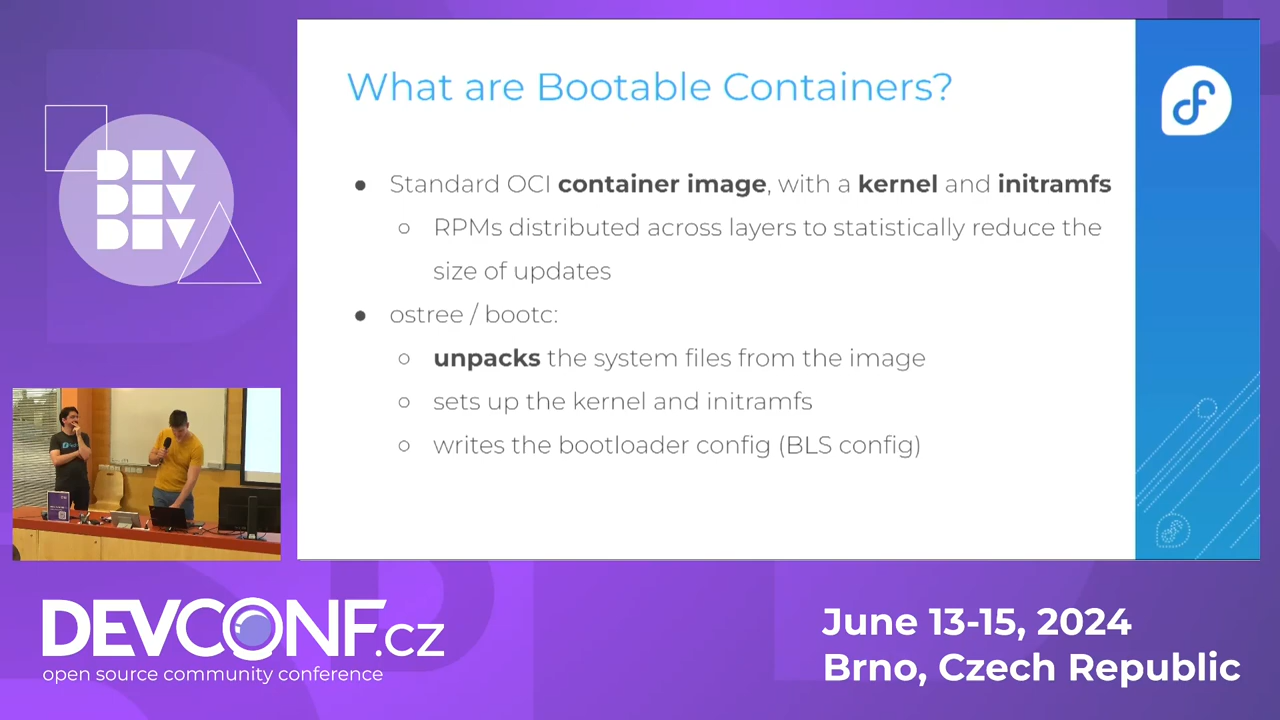 What are Bootable Containers?
● Standard OCI container image, with a kernel and initramfs
○ RPMs distributed across layers to statistically reduce the
size of updates
● ostree / bootc:
○ unpacks the system files from the image
○ sets up the kernel and initramfs
○ writes the bootloader config (BLS config)
DEV
DEV
DEV
DEVCONF.cz
open source community conference
June 13-15, 2024
Brno, Czech Republic